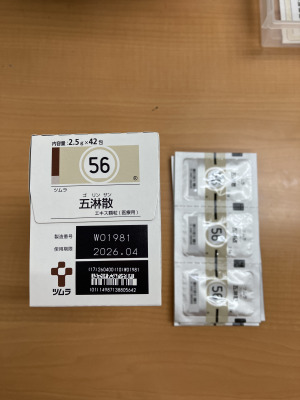 内容量:2.5g×42包
56
ツムラ
ゴ リン サン
五淋散
エキス顆粒(医療用)
製造番号
W01981
使用期限
2026.04
ツムラ
56
56
56